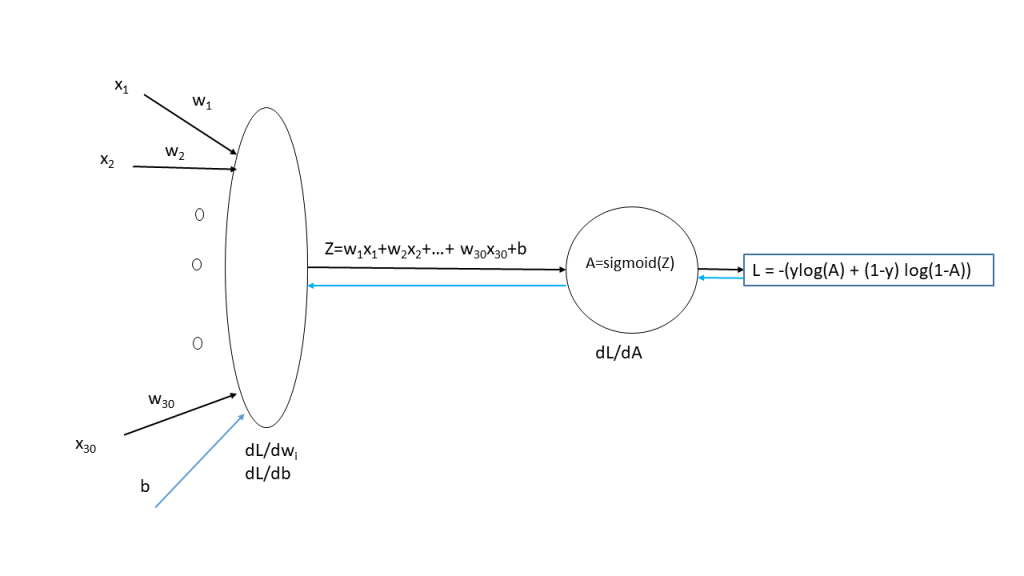 x₁
w₁
x₂
w₂
Z=w₁x₁+w₂x₂+...+ w₃₀x₃₀+b
A=sigmoid(Z)
L = -(ylog(A) + (1-y) log(1-A))
dL/dA
w₃₀
x₃₀
b
dL/dwᵢ
dL/db